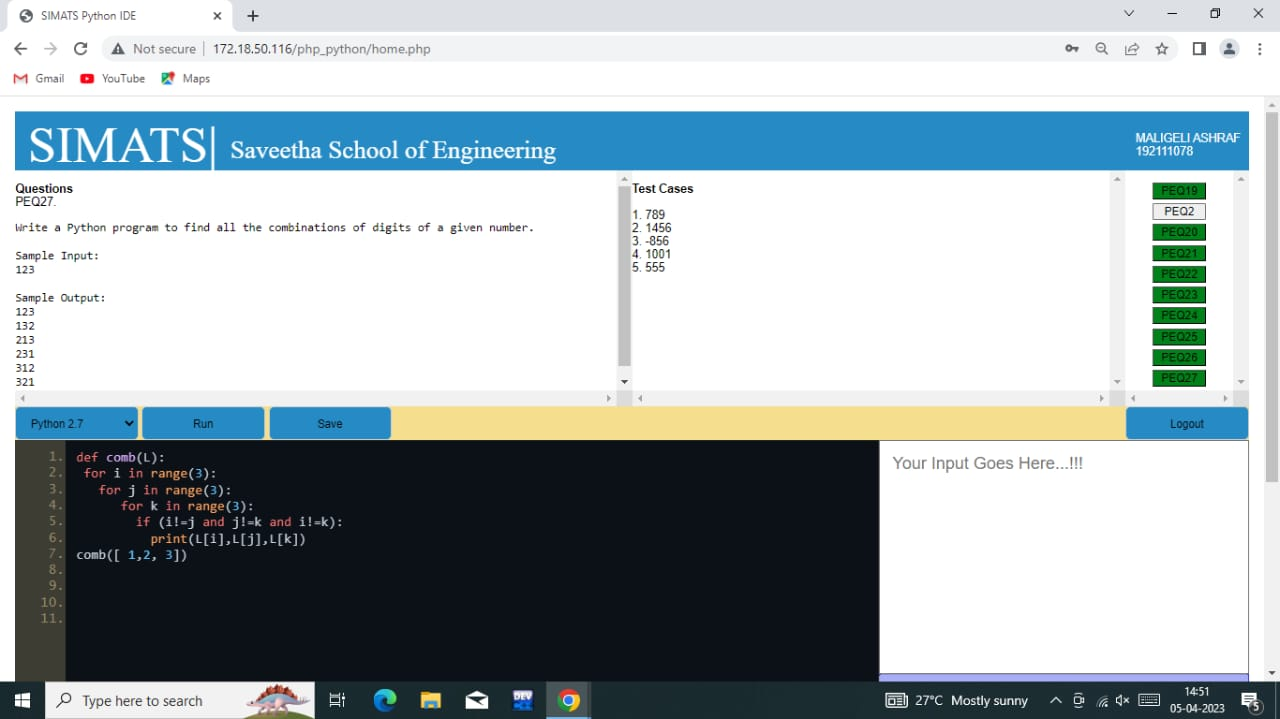 SIMATS Python IDE
Not secure
172.18.50.116/php_python/home.php
Gmail
YouTube
Maps
SIMATS|
Saveetha School of Engineering
MALIGELI ASHRAF
192111078
Questions
PEQ27.
Write a Python program to find all the combinations of digits of a given number.
Sample Input:
123
Sample Output:
123
132
213
231
312
321
Test Cases
1. 789
2. 1456
3. -856
4. 1001
5. 555
PEQ19
PEQ2
PEQ20
PEQ21
PEQ22
PEQ23
PEQ24
PEQ25
PEQ26
PEQ27
Python 2.7
Run
Save
Logout
1. def comb(L):
2. for i in range(3):
3. for j in range(3):
4. for k in range(3):
5. if (i!=j and j!=k and i!=k):
6. print(L[i],L[j],L[k])
7. comb([ 1,2, 3])
8.
9.
10.
11.
Your Input Goes Here...!!!
Type here to search
DEV
27°C Mostly sunny
14:51
05-04-2023
5